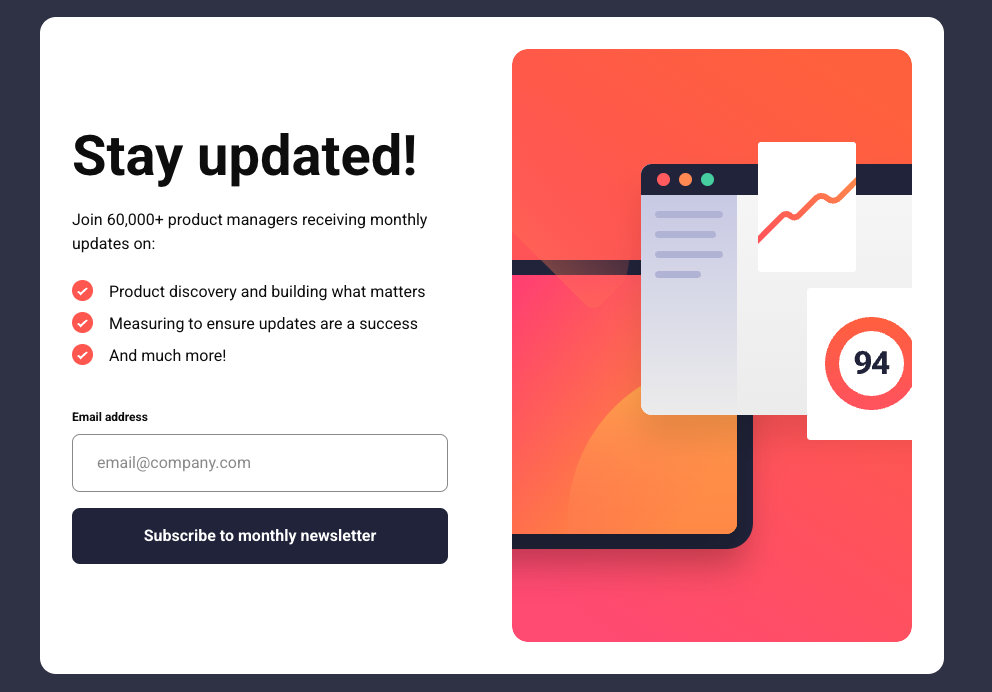 Stay updated!
Join 60,000+ product managers receiving monthly
updates on:
Product discovery and building what matters
Measuring to ensure updates are a success
And much more!
Email address
email@company.com
Subscribe to monthly newsletter
94